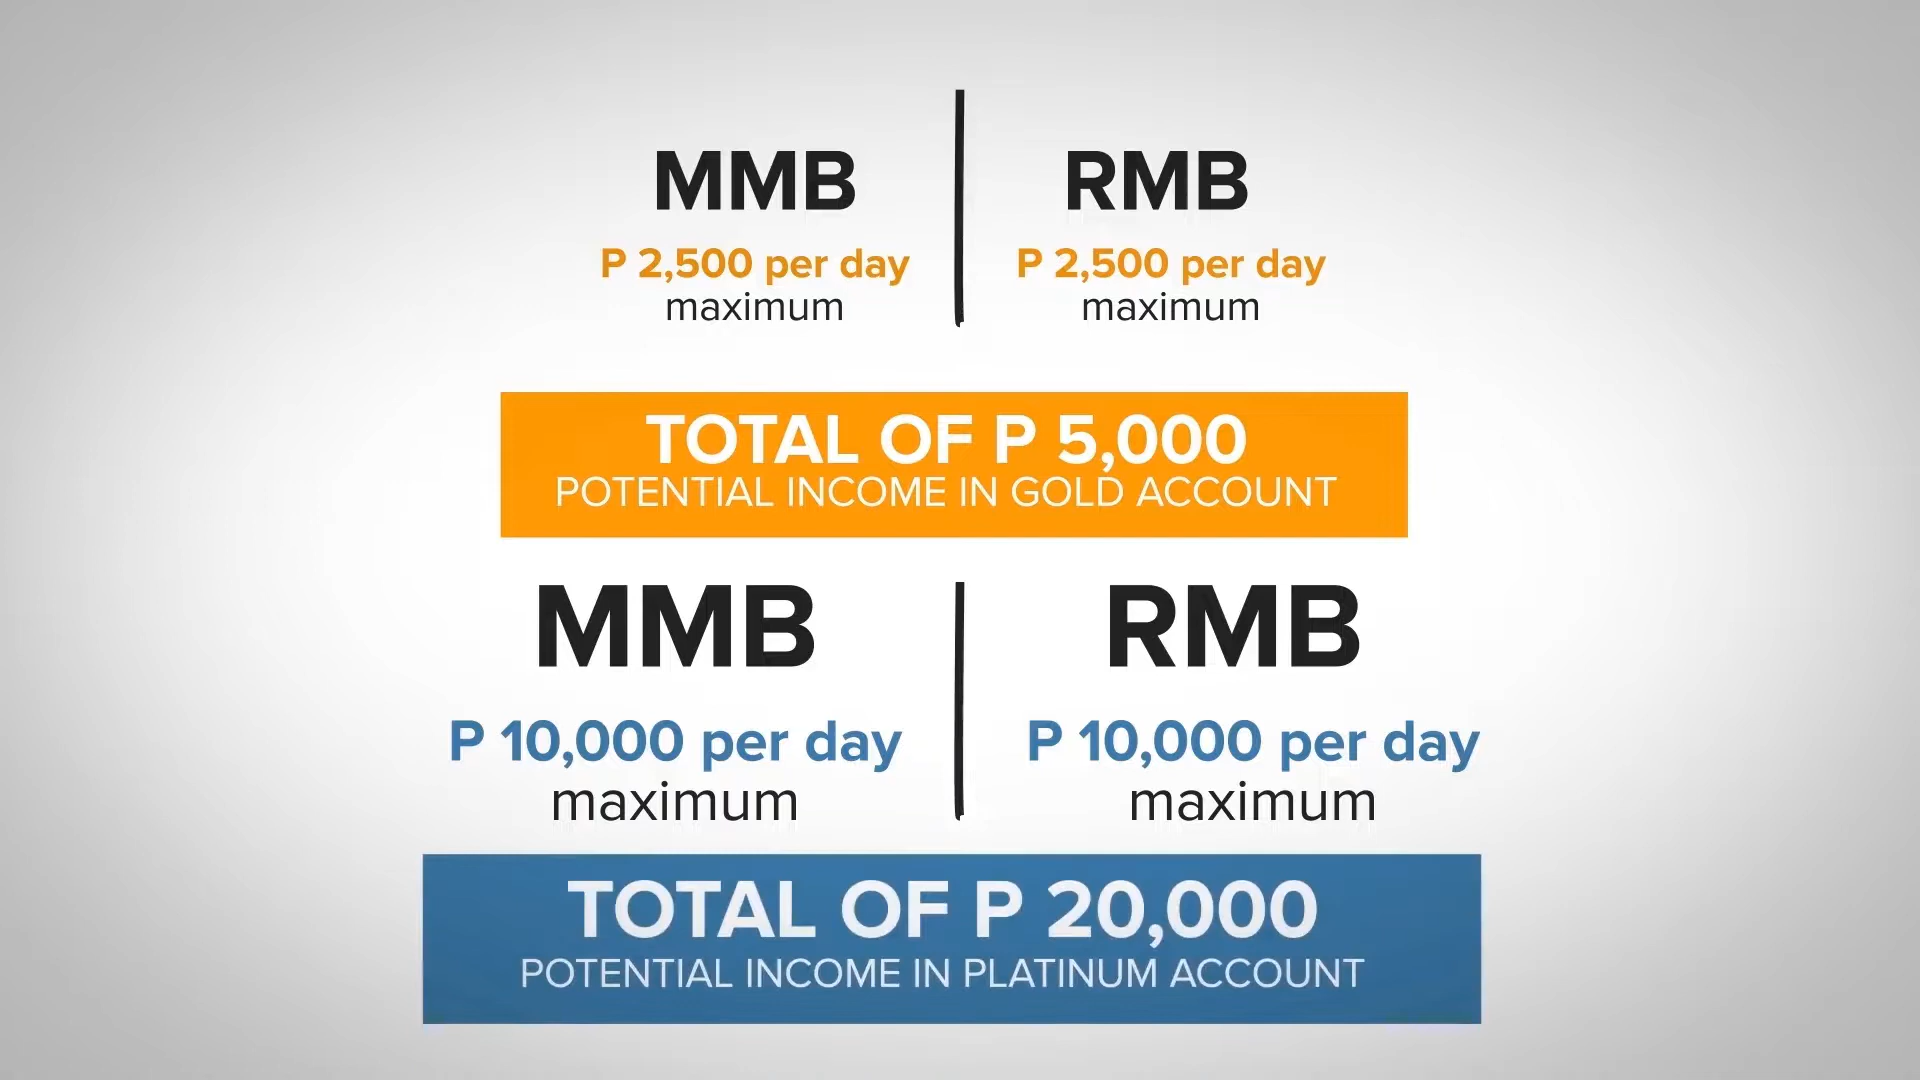 MMB
RMB
P 2,500 per day
P 2,500 per day
maximum
maximum
TOTAL OF P 5,000
POTENTIAL INCOME IN GOLD ACCOUNT
MMB
RMB
P 10,000 per day
P 10,000 per day
maximum
maximum
TOTAL OF P 20,000
POTENTIAL INCOME IN PLATINUM ACCOUNT